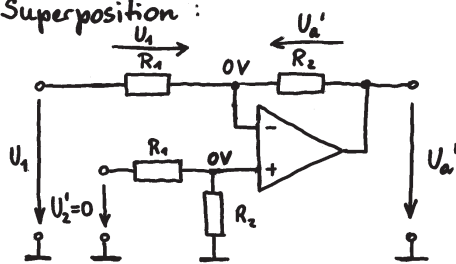 Superposition :
U1 Ua'
R1 0V R2
-
U1 R1 0V + Ua'
U2'=0 R2